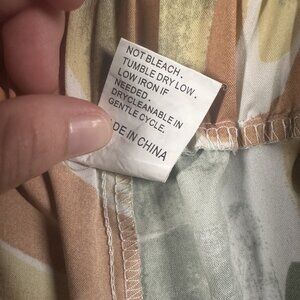 NOT BLEACH.
TUMBLE DRY LOW.
LOW IRON IF
NEEDED.
DRYCLEANABLE IN
GENTLE CYCLE.
DE IN CHINA